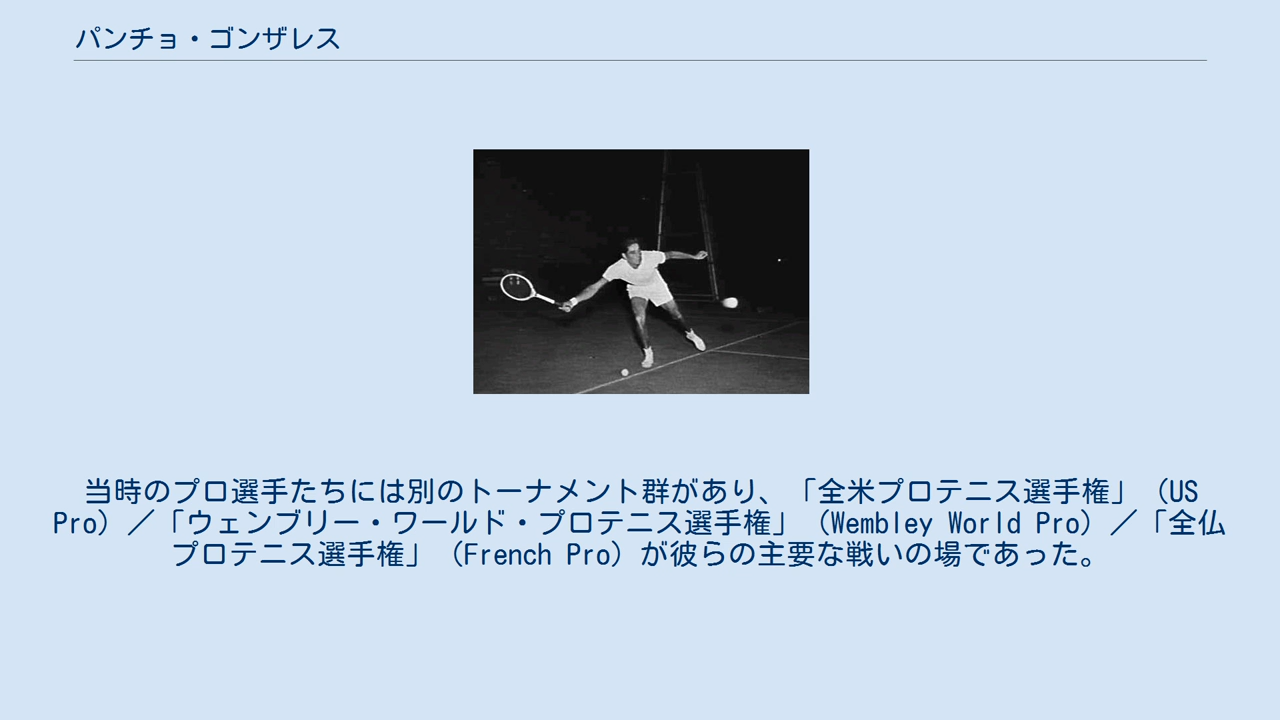 パンチョ・ゴンザレス
当時のプロ選手たちには別のトーナメント群があり、「全米プロテニス選手権」（US
Pro）／「ウェンブリー・ワールド・プロテニス選手権」（Wembley World Pro）／「全仏
プロテニス選手権」（French Pro）が彼らの主要な戦いの場であった。